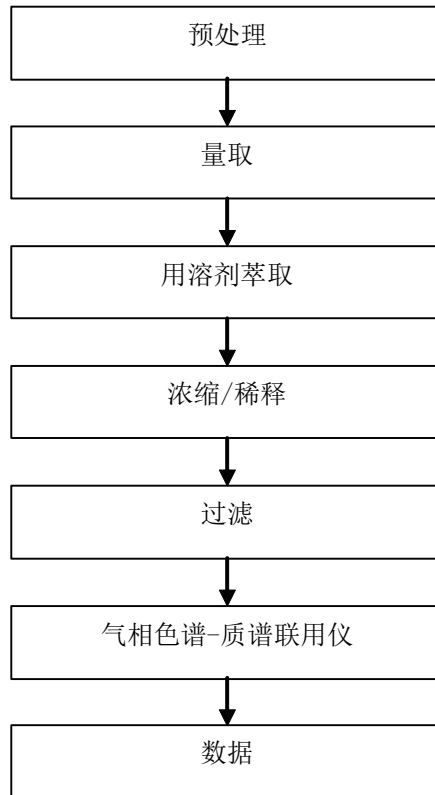 预处理
量取
用溶剂萃取
浓缩/稀释
过滤
气相色谱-质谱联用仪
数据